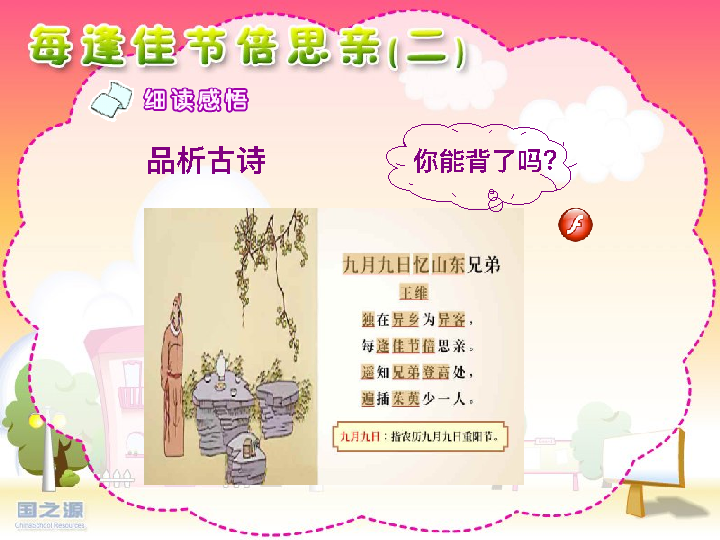 每逢佳节倍思亲(二)
细读感悟
品析古诗
你能背了吗?
九月九日忆山东兄弟
王维
独在异乡为异客，
每逢佳节倍思亲。
遥知兄弟登高处，
遍插茱萸少一人。
九月九日：指农历九月九日重阳节。
国之源